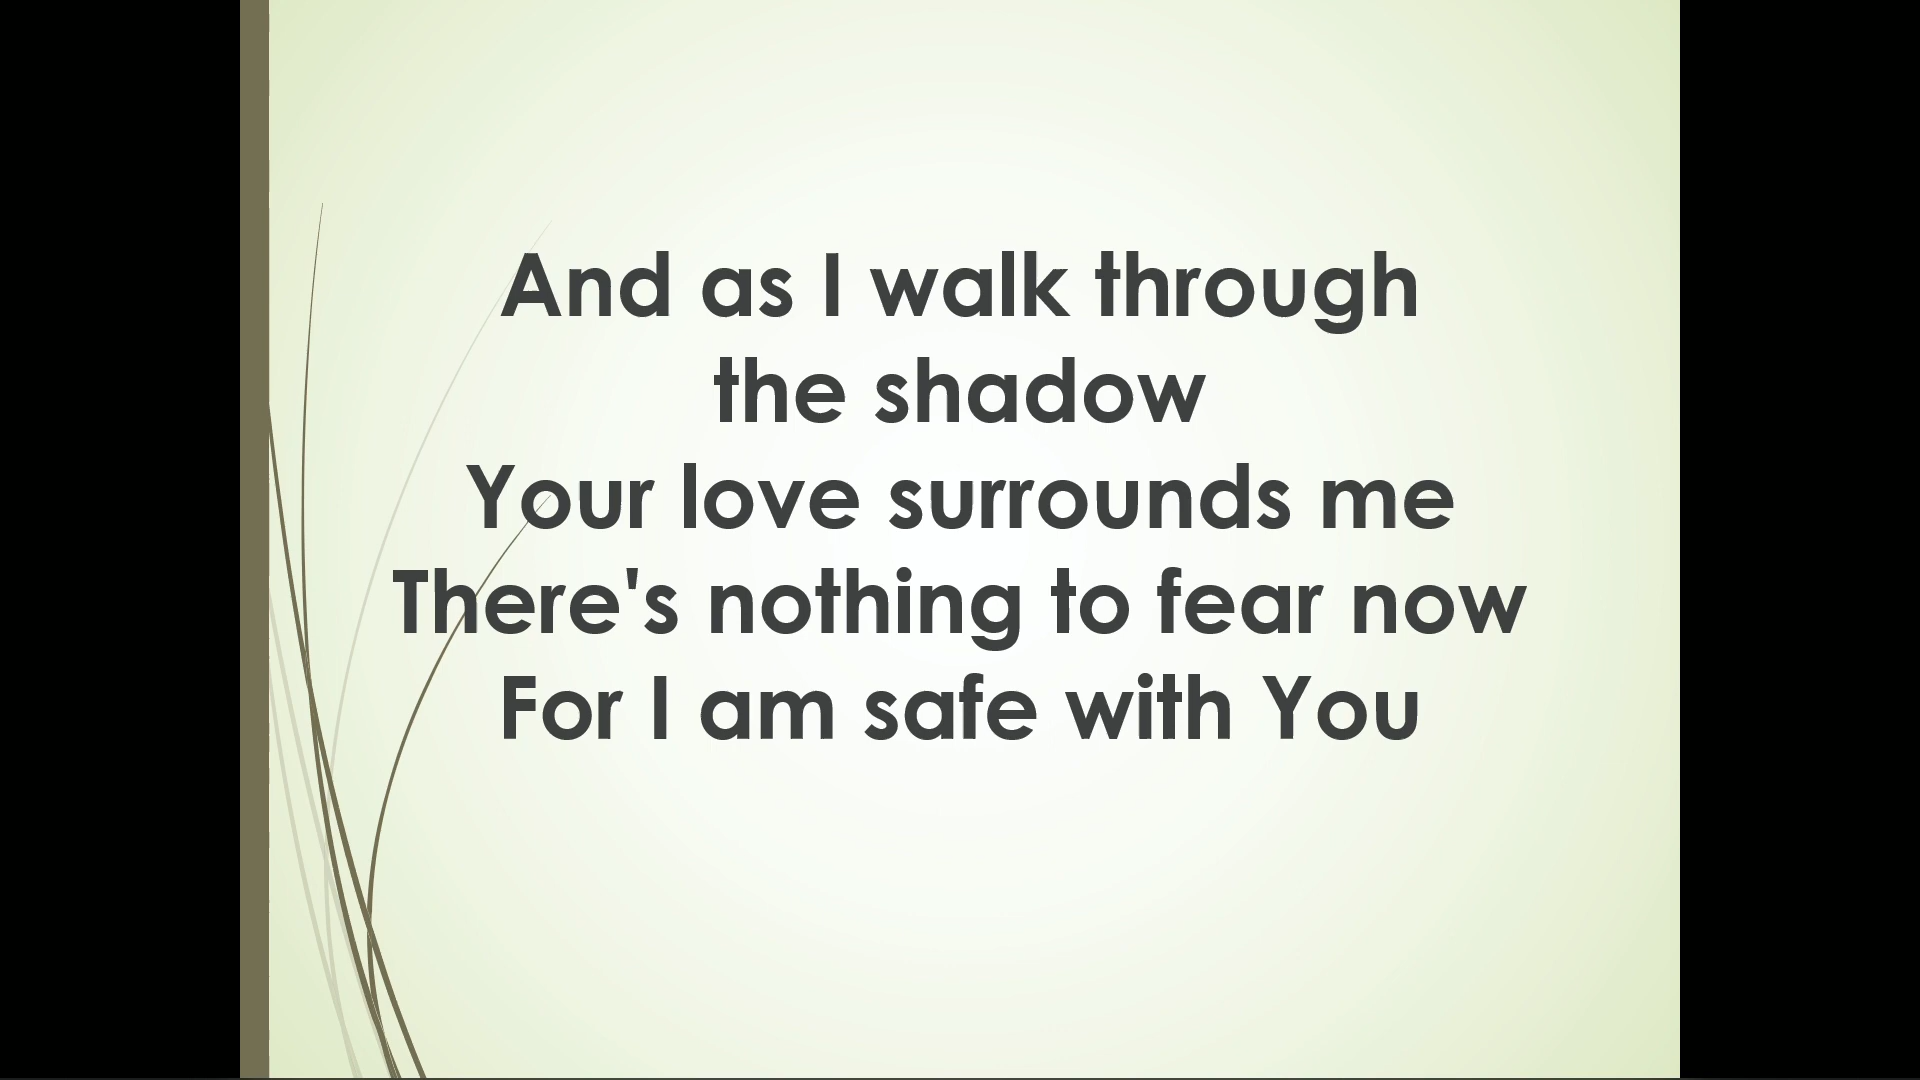 And as I walk through
the shadow
Your love surrounds me
There's nothing to fear now
For I am safe with You